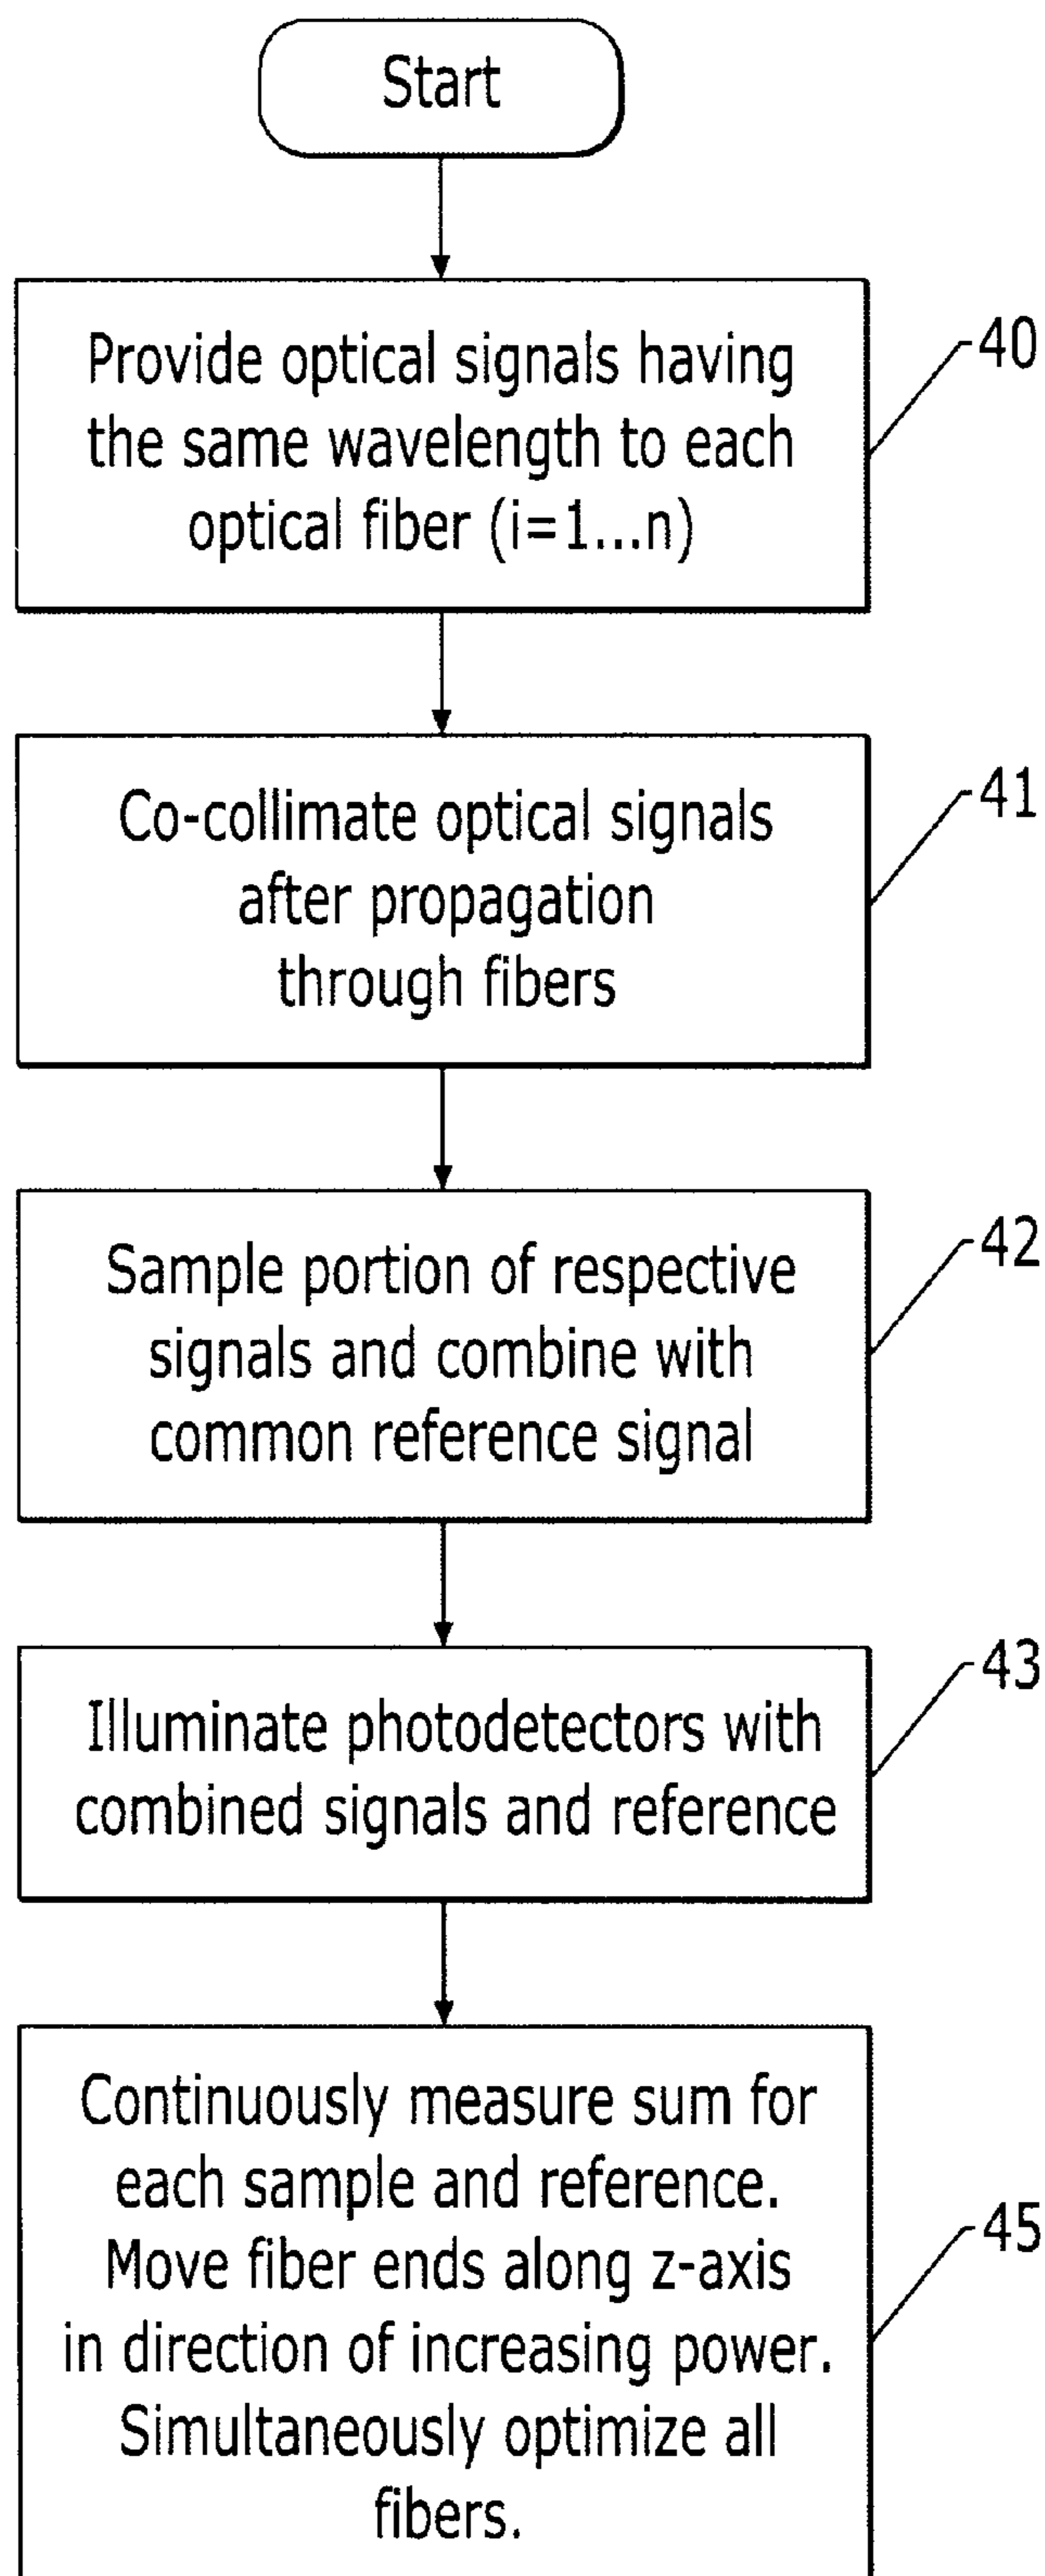 Start
Provide optical signals having
the same wavelength to each
optical fiber (i=1...n)
40
Co-collimate optical signals
after propagation
through fibers
41
Sample portion of respective
signals and combine with
common reference signal
42
Illuminate photodetectors with
combined signals and reference
43
Continuously measure sum for
each sample and reference.
Move fiber ends along z-axis
in direction of increasing power.
Simultaneously optimize all
fibers.
45